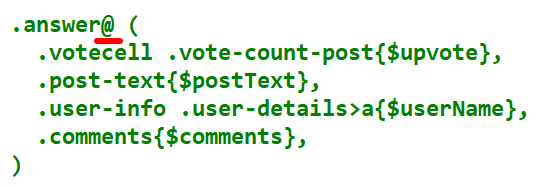 .answer@ (
  .votecell .vote-count-post{$upvote},
  .post-text{$postText},
  .user-info .user-details>a{$userName},
  .comments{$comments},
)